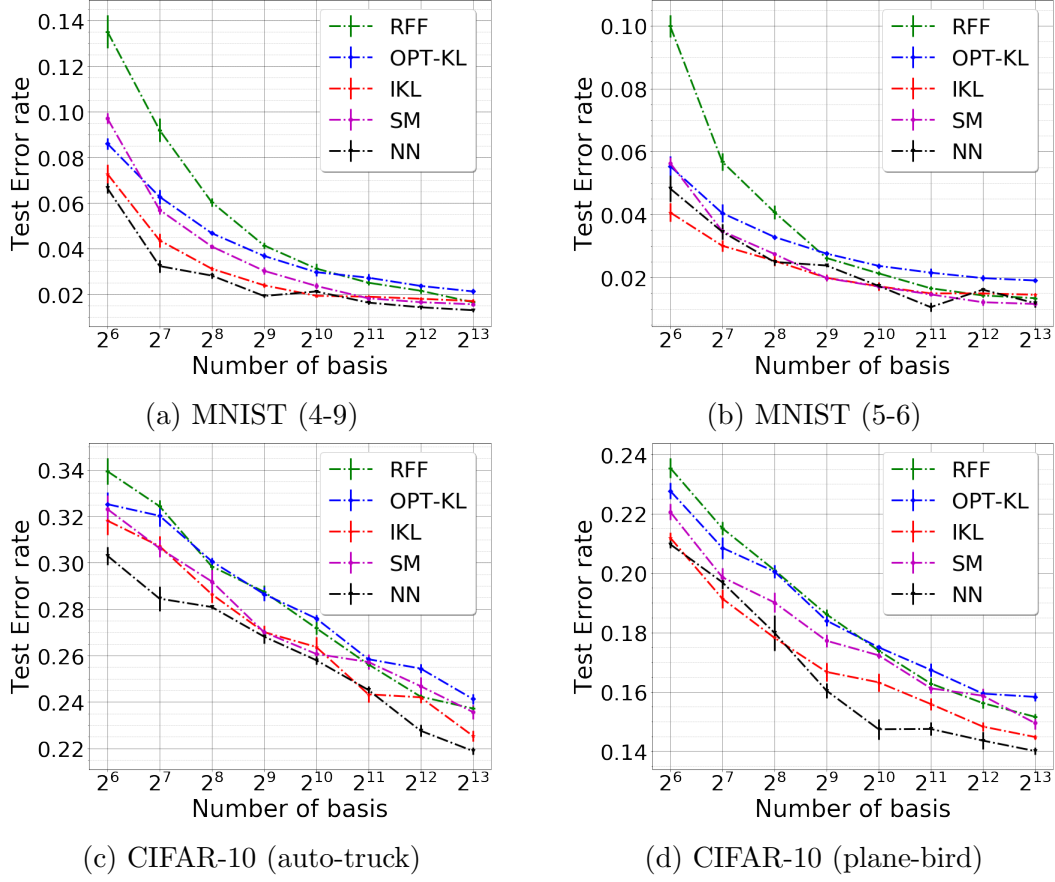 0.14
0.12
0.10
0.08
0.06
0.04
0.02
Test Error rate
RFF
OPT-KL
IKL
SM
NN
2^6 2^7 2^8 2^9 2^10 2^11 2^12 2^13
Number of basis
(a) MNIST (4-9)
0.10
0.08
0.06
0.04
0.02
Test Error rate
RFF
OPT-KL
IKL
SM
NN
2^6 2^7 2^8 2^9 2^10 2^11 2^12 2^13
Number of basis
(b) MNIST (5-6)
0.34
0.32
0.30
0.28
0.26
0.24
0.22
Test Error rate
RFF
OPT-KL
IKL
SM
NN
2^6 2^7 2^8 2^9 2^10 2^11 2^12 2^13
Number of basis
(c) CIFAR-10 (auto-truck)
0.24
0.22
0.20
0.18
0.16
0.14
Test Error rate
RFF
OPT-KL
IKL
SM
NN
2^6 2^7 2^8 2^9 2^10 2^11 2^12 2^13
Number of basis
(d) CIFAR-10 (plane-bird)